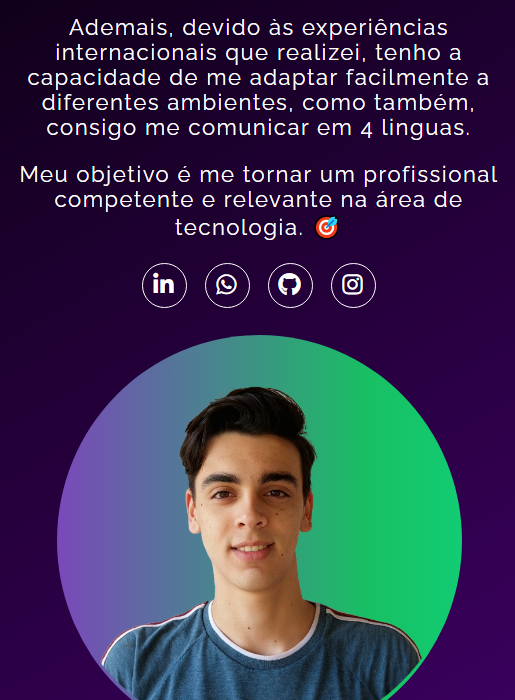 Ademais, devido às experiências
internacionais que realizei, tenho a
capacidade de me adaptar facilmente a
diferentes ambientes, como também,
consigo me comunicar em 4 linguas.
Meu objetivo é me tornar um profissional
competente e relevante na área de
tecnologia. 🎯
in